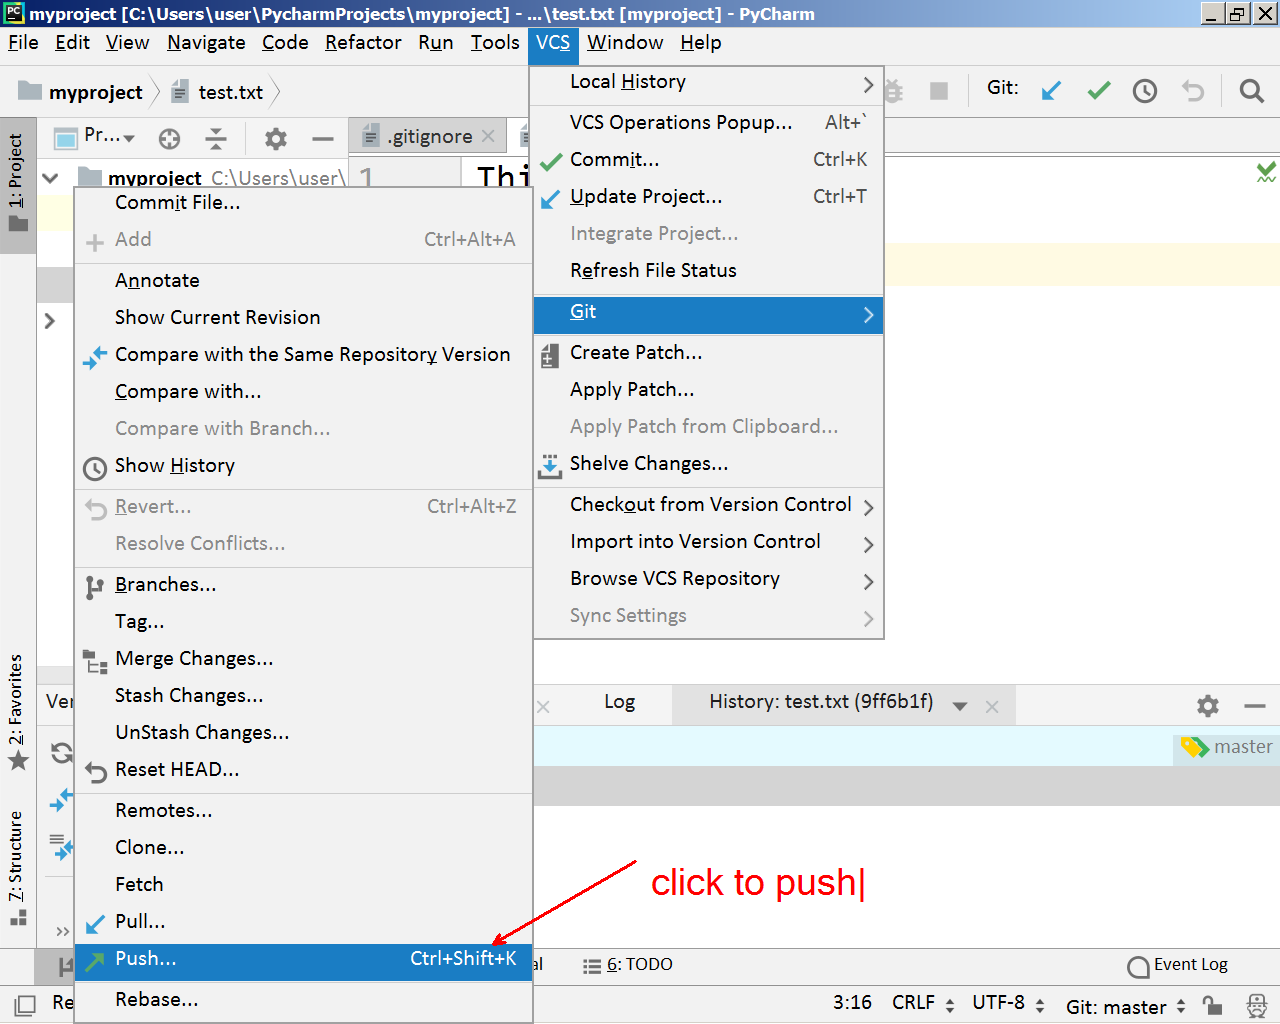 myproject [C:\Users\user\PycharmProjects\myproject] - ...\test.txt [myproject] - PyCharm
File Edit View Navigate Code Refactor Run Tools VCS Window Help
myproject test.txt Git:
Pr... .gitignore
1: Project
myproject C:\Users\user\ 1 Thi
Local History
VCS Operations Popup... Alt+`
Commit... Ctrl+K
Update Project... Ctrl+T
Integrate Project...
Refresh File Status
Git
Create Patch...
Apply Patch...
Apply Patch from Clipboard...
Shelve Changes...
Checkout from Version Control
Import into Version Control
Browse VCS Repository
Sync Settings
Commit File...
Add Ctrl+Alt+A
Annotate
Show Current Revision
Compare with the Same Repository Version
Compare with...
Compare with Branch...
Show History
Revert... Ctrl+Alt+Z
Resolve Conflicts...
Branches...
Tag...
Merge Changes...
Stash Changes...
UnStash Changes...
Reset HEAD...
Remotes...
Clone...
Fetch
Pull...
Push... Ctrl+Shift+K
Rebase...
2: Favorites
Z: Structure
Ver Log History: test.txt (9ff6b1f)
master
click to push|
al 6: TODO Event Log
Re 3:16 CRLF UTF-8 Git: master